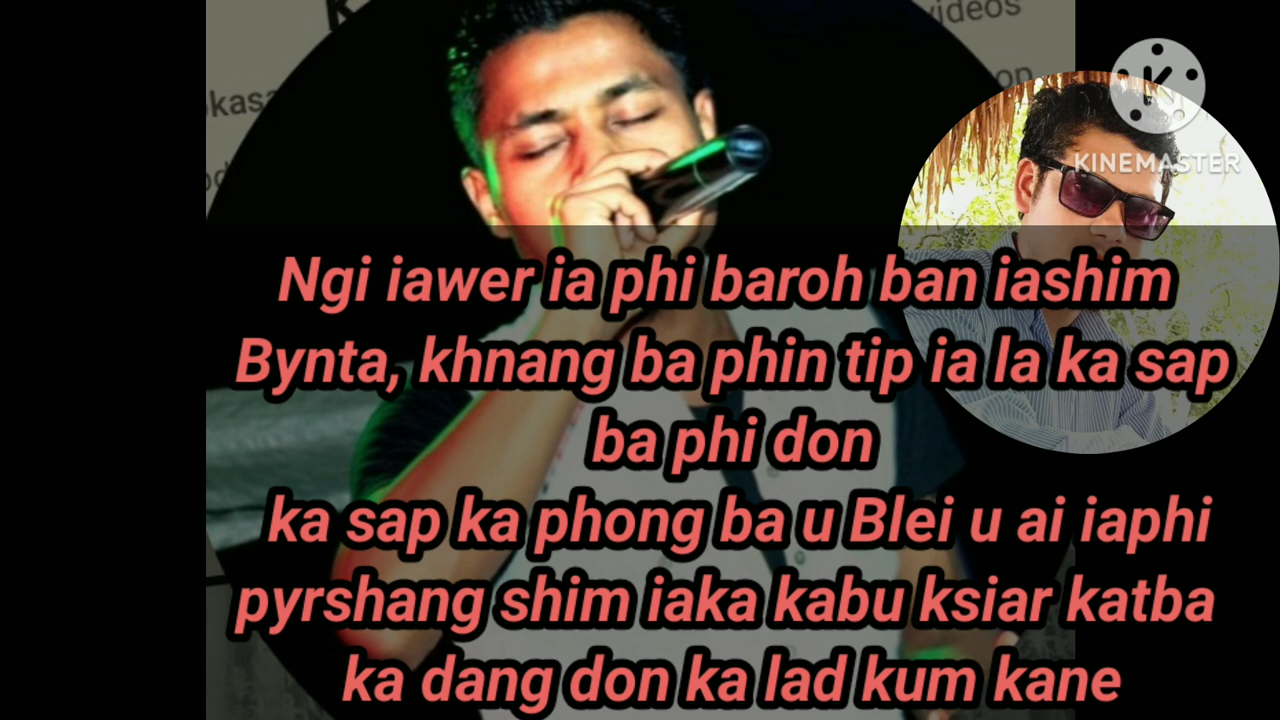 videos
KINEMASTER
Ngi iawer ia phi baroh ban iashim
Bynta, khnang ba phin tip ia la ka sap
ba phi don
ka sap ka phong ba u Blei u ai iaphi
pyrshang shim iaka kabu ksiar katba
ka dang don ka lad kum kane